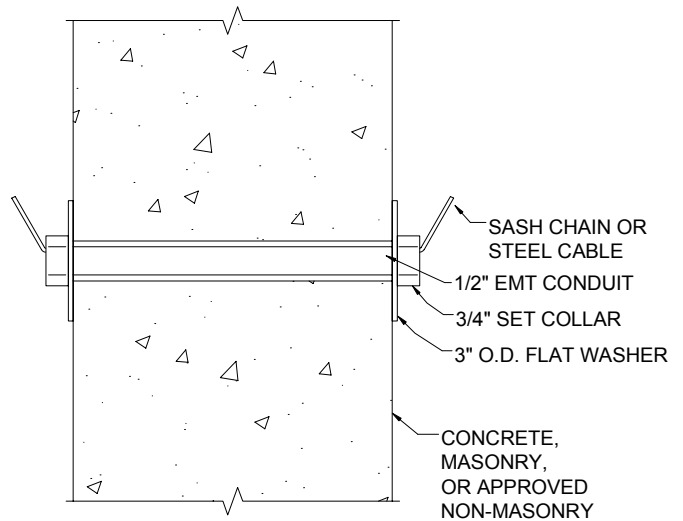 SASH CHAIN OR
STEEL CABLE
1/2" EMT CONDUIT
3/4" SET COLLAR
3" O.D. FLAT WASHER
CONCRETE,
MASONRY,
OR APPROVED
NON-MASONRY